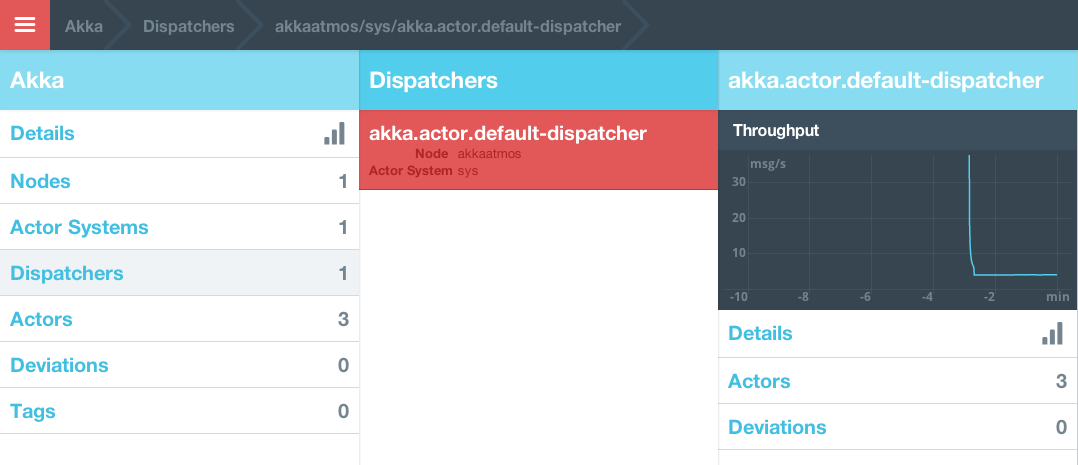 Akka Dispatchers akkaatmos/sys/akka.actor.default-dispatcher
Akka
Details
Nodes 1
Actor Systems 1
Dispatchers 1
Actors 3
Deviations 0
Tags 0
Dispatchers
akka.actor.default-dispatcher
Node akkaatmos
Actor System sys
akka.actor.default-dispatcher
Throughput
msg/s
30
20
10
-10 -8 -6 -4 -2 min
Details
Actors 3
Deviations 0